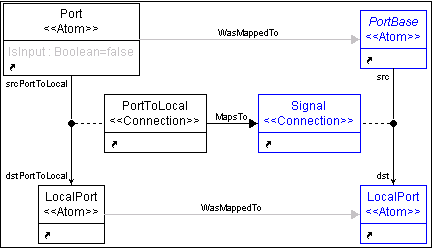 Port
<<Atom>>
IsInput : Boolean=false
WasMappedTo
PortBase
<<Atom>>
srcPortToLocal
src
PortToLocal
<<Connection>>
MapsTo
Signal
<<Connection>>
dstPortToLocal
dst
LocalPort
<<Atom>>
WasMappedTo
LocalPort
<<Atom>>